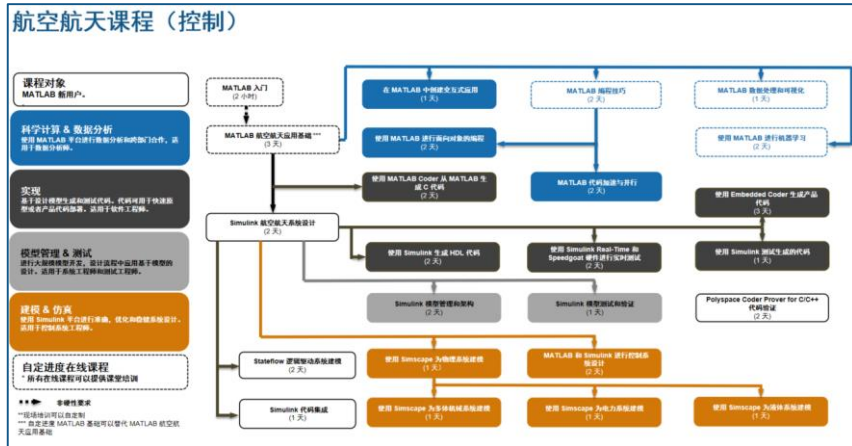 航空航天课程（控制）
课程对象
MATLAB 新用户。
科学计算 & 数据分析
使用 MATLAB 平台进行数据分析和跨部门合作，适
用于数据分析师。
实现
基于设计模型生成和测试代码。代码可用于快速原
型或者产品代码部署。适用于软件工程师。
模型管理 & 测试
进行大规模模型开发，设计流程中应用基于模型的
设计。适用于系统工程师和测试工程师。
建模 & 仿真
使用 Simulink 平台进行准确，优化和稳健系统设计。
适用于控制系统工程师。
自定进度在线课程
* 所有在线课程可以提供课堂培训
非硬性要求
**现场培训可以自定制
*** 自定进度 MATLAB 基础可以替代 MATLAB 航空航
天应用基础
MATLAB 入门
(2 小时)
MATLAB 航空航天应用基础 ***
(3 天)
在 MATLAB 中创建交互式应用
(1 天)
MATLAB 编程技巧
(2 天)
MATLAB 数据处理和可视化
(1 天)
使用 MATLAB 进行面向对象的编程
(2 天)
使用 MATLAB 进行机器学习
(2 天)
使用 MATLAB Coder 从 MATLAB 生
成 C 代码
(2 天)
MATLAB 代码加速与并行
(2 天)
使用 Embedded Coder 生成产品
代码
(3 天)
Simulink 航空航天系统设计
(2 天)
使用 Simulink 生成 HDL 代码
(2 天)
使用 Simulink Real-Time 和
Speedgoat 硬件进行实时测试
(2 天)
使用 Simulink 测试生成的代码
(1 天)
Simulink 模型管理和架构
(2 天)
Simulink 模型测试和验证
(1 天)
Polyspace Coder Prover for C/C++
代码验证
(2 天)
Stateflow 逻辑驱动系统建模
(2 天)
使用 Simscape 为物理系统建模
(1 天)
MATLAB 和 Simulink 进行控制系
统设计
(2 天)
Simulink 代码集成
(1 天)
使用 Simscape 为多体机械系统建模
(1 天)
使用 Simscape 为电力系统建模
(1 天)
使用 Simscape 为液体系统建模
(1 天)